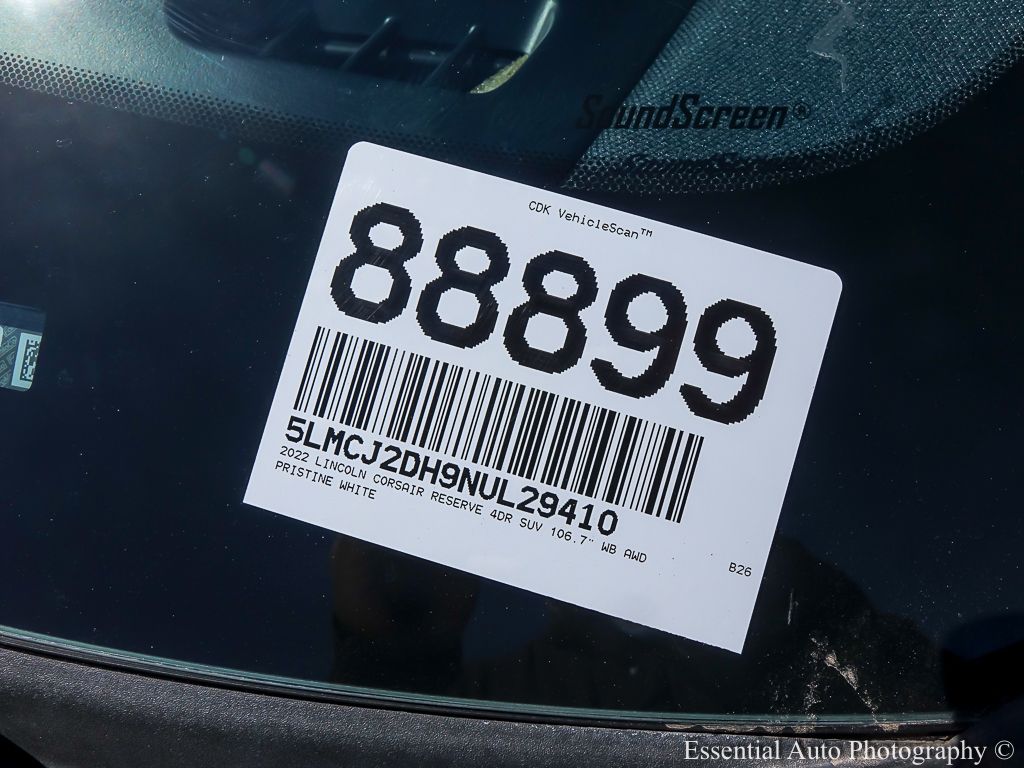 SoundScreen®
CDK VehicleScan™
88899
5LMCJ2DH9NUL29410
2022 LINCOLN CORSAIR RESERVE 4DR SUV 106.7" WB AWD
PRISTINE WHITE
B26
Essential Auto Photography ©